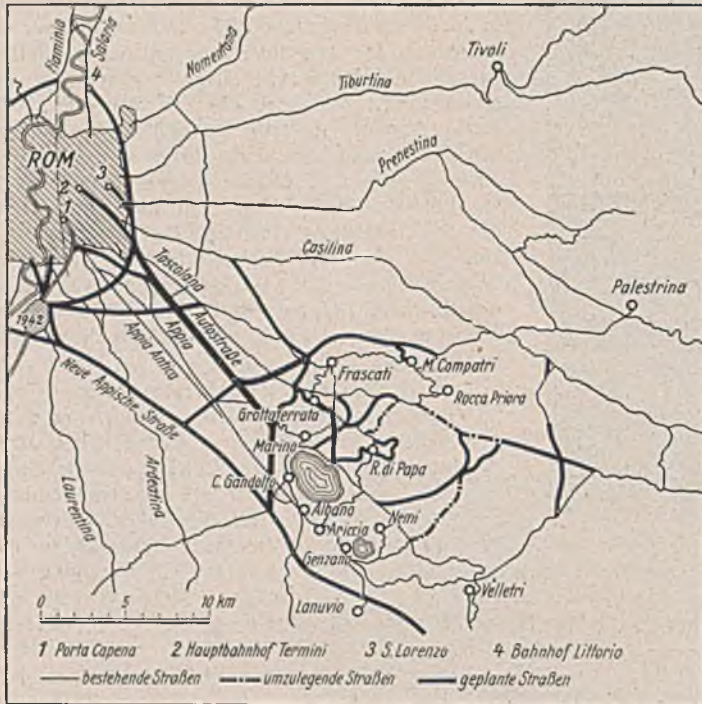 Flaminia
Salaria
4
Nomentana
Tivoli
Tiburtina
ROM
3
2
1
Prenestina
Casilina
Tuscolana
Palestrina
1942
Autostraße
Appia
Appia Antica
Neue Appische Straße
Frascati
M. Compatri
Rocca Priora
Grottaferrata
Marino
R. di Papa
C. Gandolfo
Albano
Ariccia
Nemi
Genzano
Laurentina
Ardeatina
Velletri
Lanuvio
0 5 10 km
1 Porta Capena 2 Hauptbahnhof Termini 3 S. Lorenzo 4 Bahnhof Littorio
bestehende Straßen umzulegende Straßen geplante Straßen